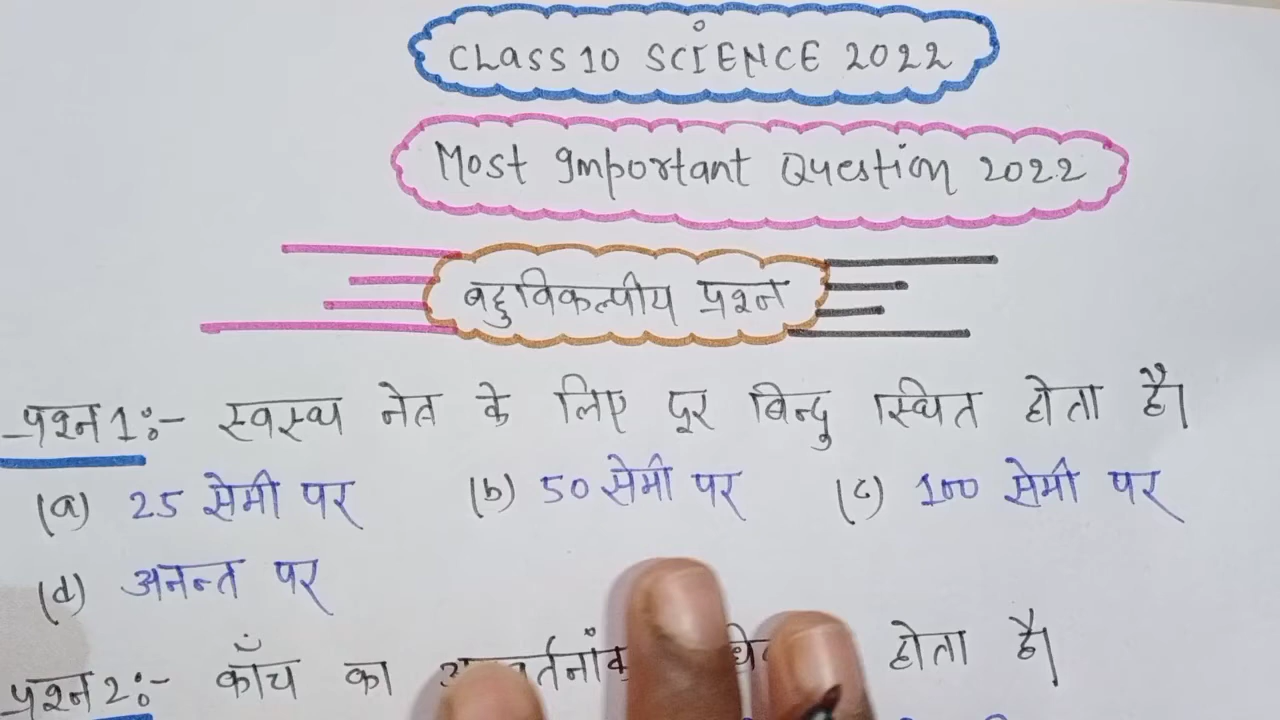 CLASS 10 SCIENCE 2022
Most Important Question 2022
बहुविकल्पीय प्रश्न
प्रश्न 1:- स्वस्थ नेत्र के लिए दूर बिन्दु स्थित होता है।
(a) 25 सेमी पर (b) 50 सेमी पर (c) 100 सेमी पर
(d) अनन्त पर
प्रश्न 2:- काँच का होता है।